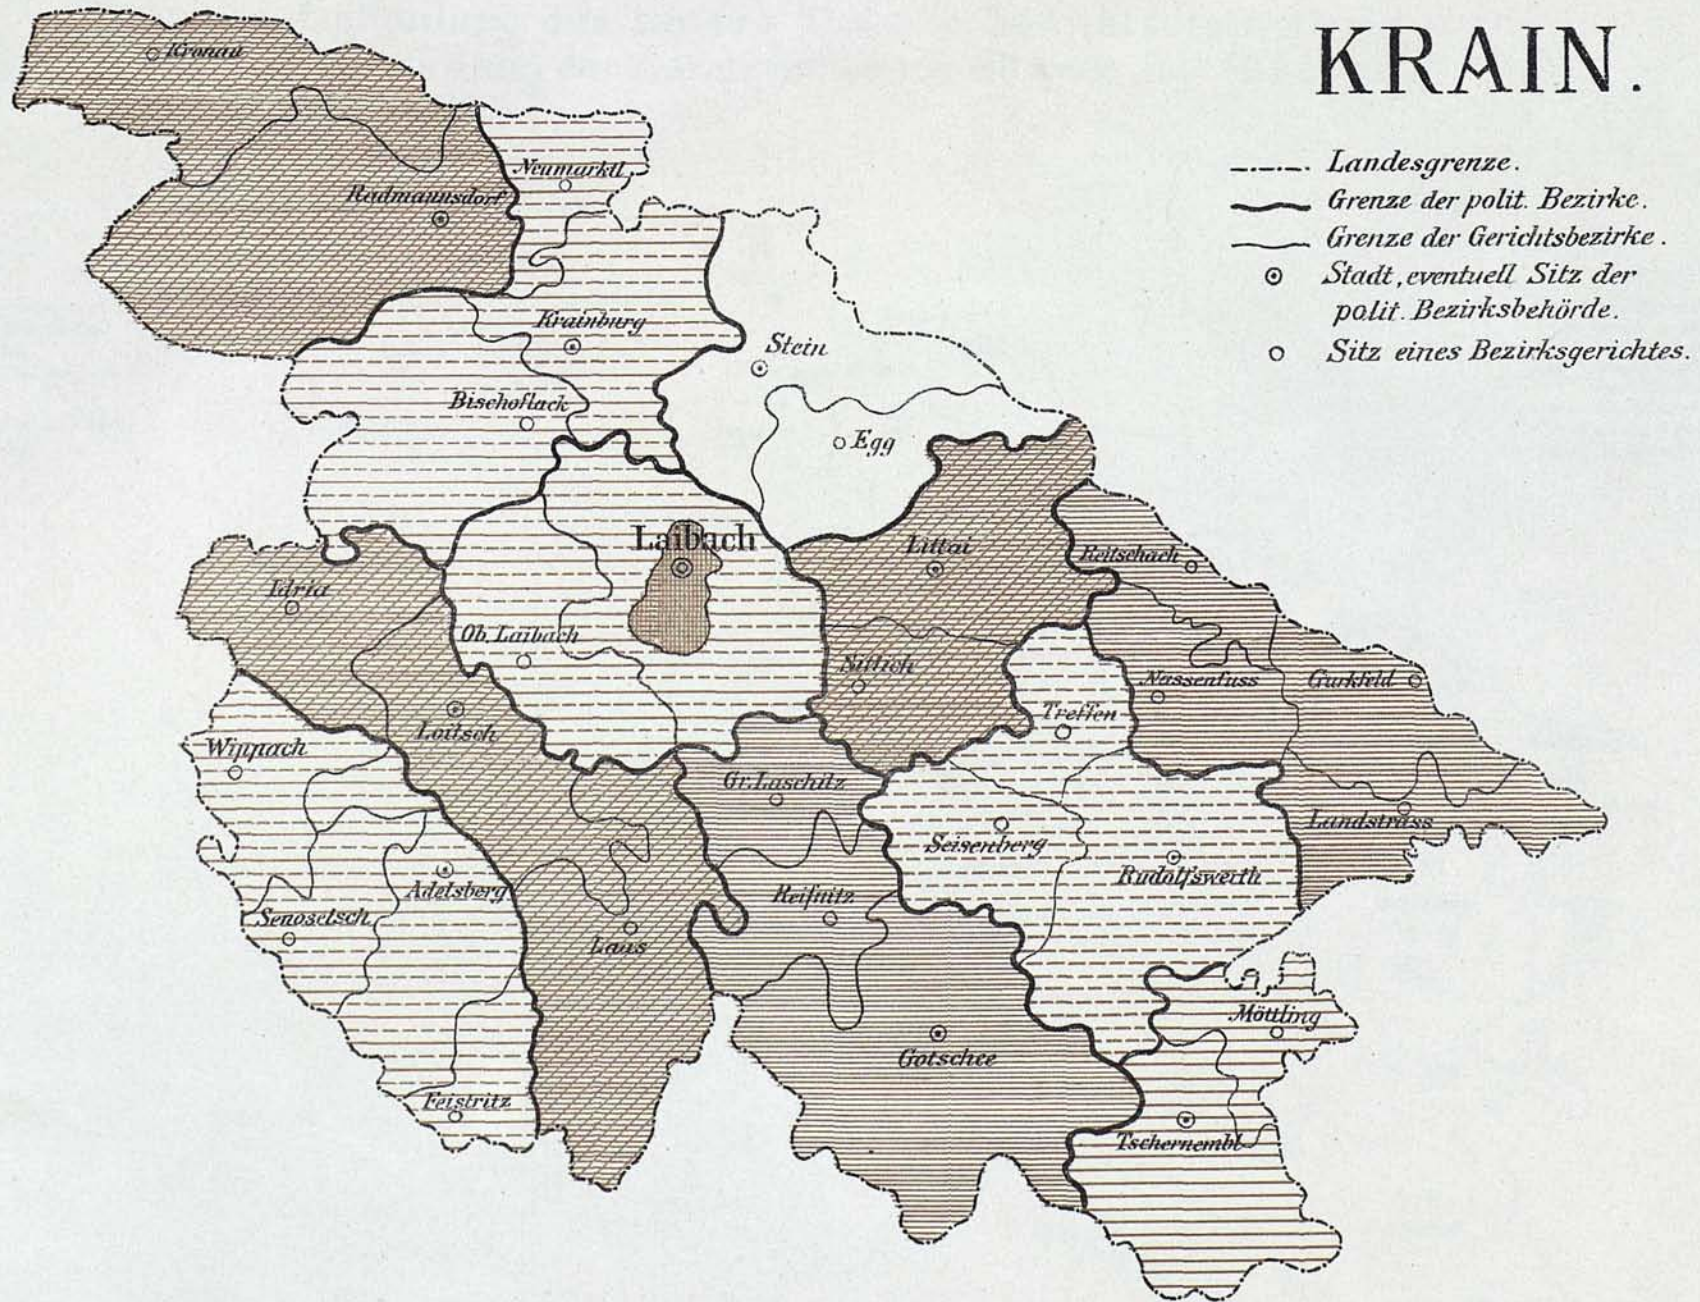 KRAIN.
Landesgrenze.
Grenze der polit. Bezirke.
Grenze der Gerichtsbezirke.
Stadt, eventuell Sitz der
polit. Bezirksbehörde.
Sitz eines Bezirksgerichtes.
Kronau
Neumarktl
Radmannsdorf
Krainburg
Stein
Bischoflack
Egg
Laibach
Littai
Reitschach
Idria
Ob. Laibach
Sittich
Nassenfuss
Gurkfeld
Treffen
Loitsch
Wippach
Gr. Laschitz
Landstrass
Seisenberg
Rudolfswerth
Adelsberg
Reifnitz
Senosetsch
Laas
Möttling
Gotschee
Feistritz
Tschernembl